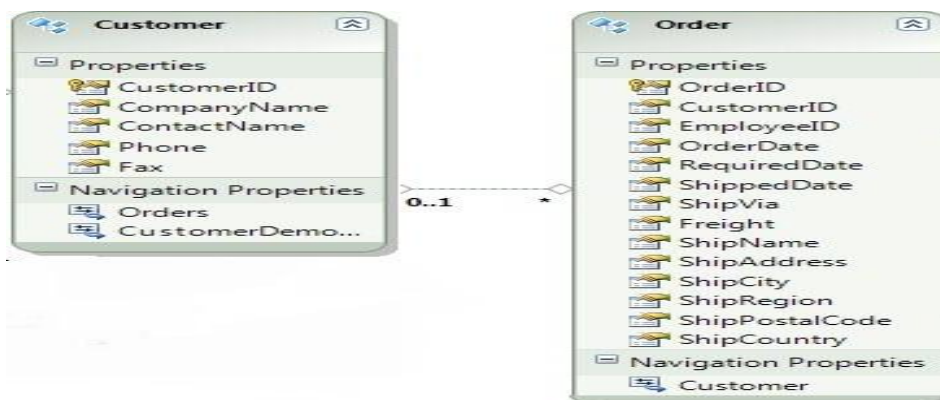 Customer
Properties
CustomerID
CompanyName
ContactName
Phone
Fax
Navigation Properties
Orders
CustomerDemo...
0..1
*
Order
Properties
OrderID
CustomerID
EmployeeID
OrderDate
RequiredDate
ShippedDate
ShipVia
Freight
ShipName
ShipAddress
ShipCity
ShipRegion
ShipPostalCode
ShipCountry
Navigation Properties
Customer